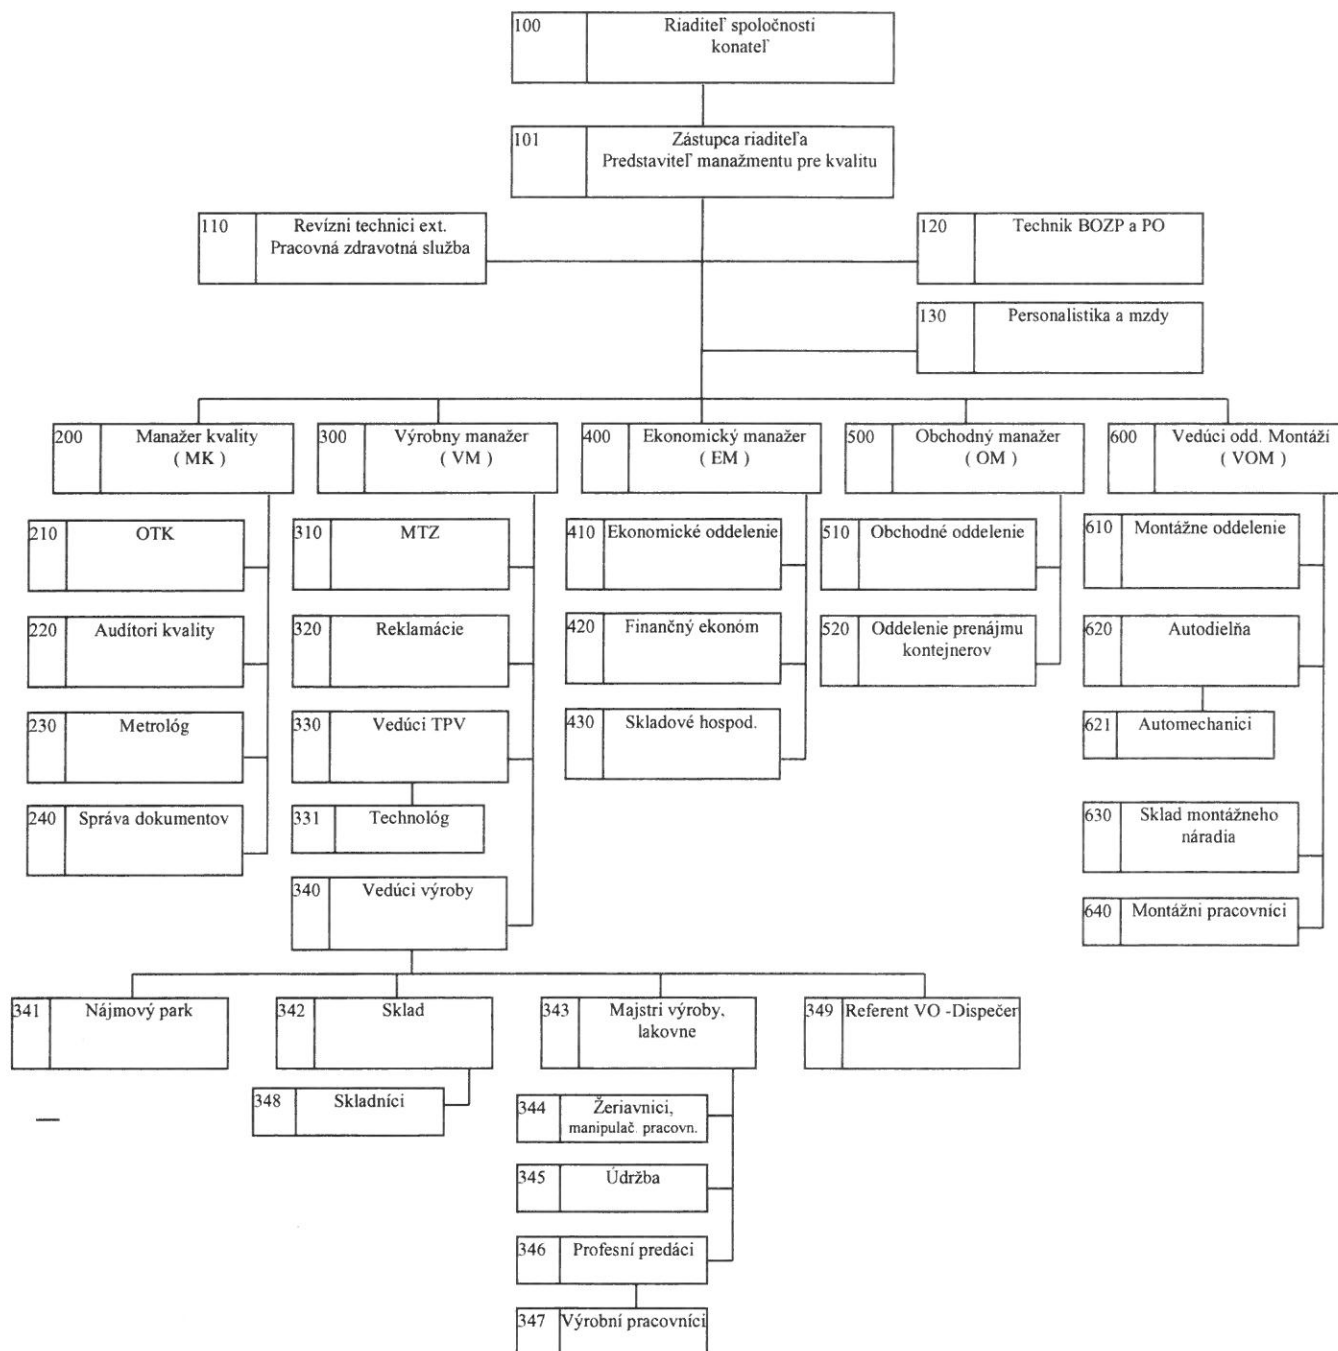 100 Riaditeľ spoločnosti
konateľ
101 Zástupca riaditeľa
Predstaviteľ manažmentu pre kvalitu
110 Revízni technici ext.
Pracovná zdravotná služba
120 Technik BOZP a PO
130 Personalistika a mzdy
200 Manažer kvality
( MK )
300 Výrobny manažer
( VM )
400 Ekonomický manažer
( EM )
500 Obchodný manažer
( OM )
600 Vedúci odd. Montáží
( VOM )
210 OTK
220 Audítori kvality
230 Metrológ
240 Správa dokumentov
310 MTZ
320 Reklamácie
330 Vedúci TPV
331 Technológ
340 Vedúci výroby
410 Ekonomické oddelenie
420 Finančný ekonóm
430 Skladové hospod.
510 Obchodné oddelenie
520 Oddelenie prenájmu
kontejnerov
610 Montážne oddelenie
620 Autodielňa
621 Automechanici
630 Sklad montážneho
náradia
640 Montážni pracovníci
341 Nájmový park
342 Sklad
348 Skladníci
343 Majstri výroby,
lakovne
344 Žeriavnici,
manipulač. pracovn.
345 Údržba
346 Profesní predáci
347 Výrobní pracovníci
349 Referent VO -Dispečer